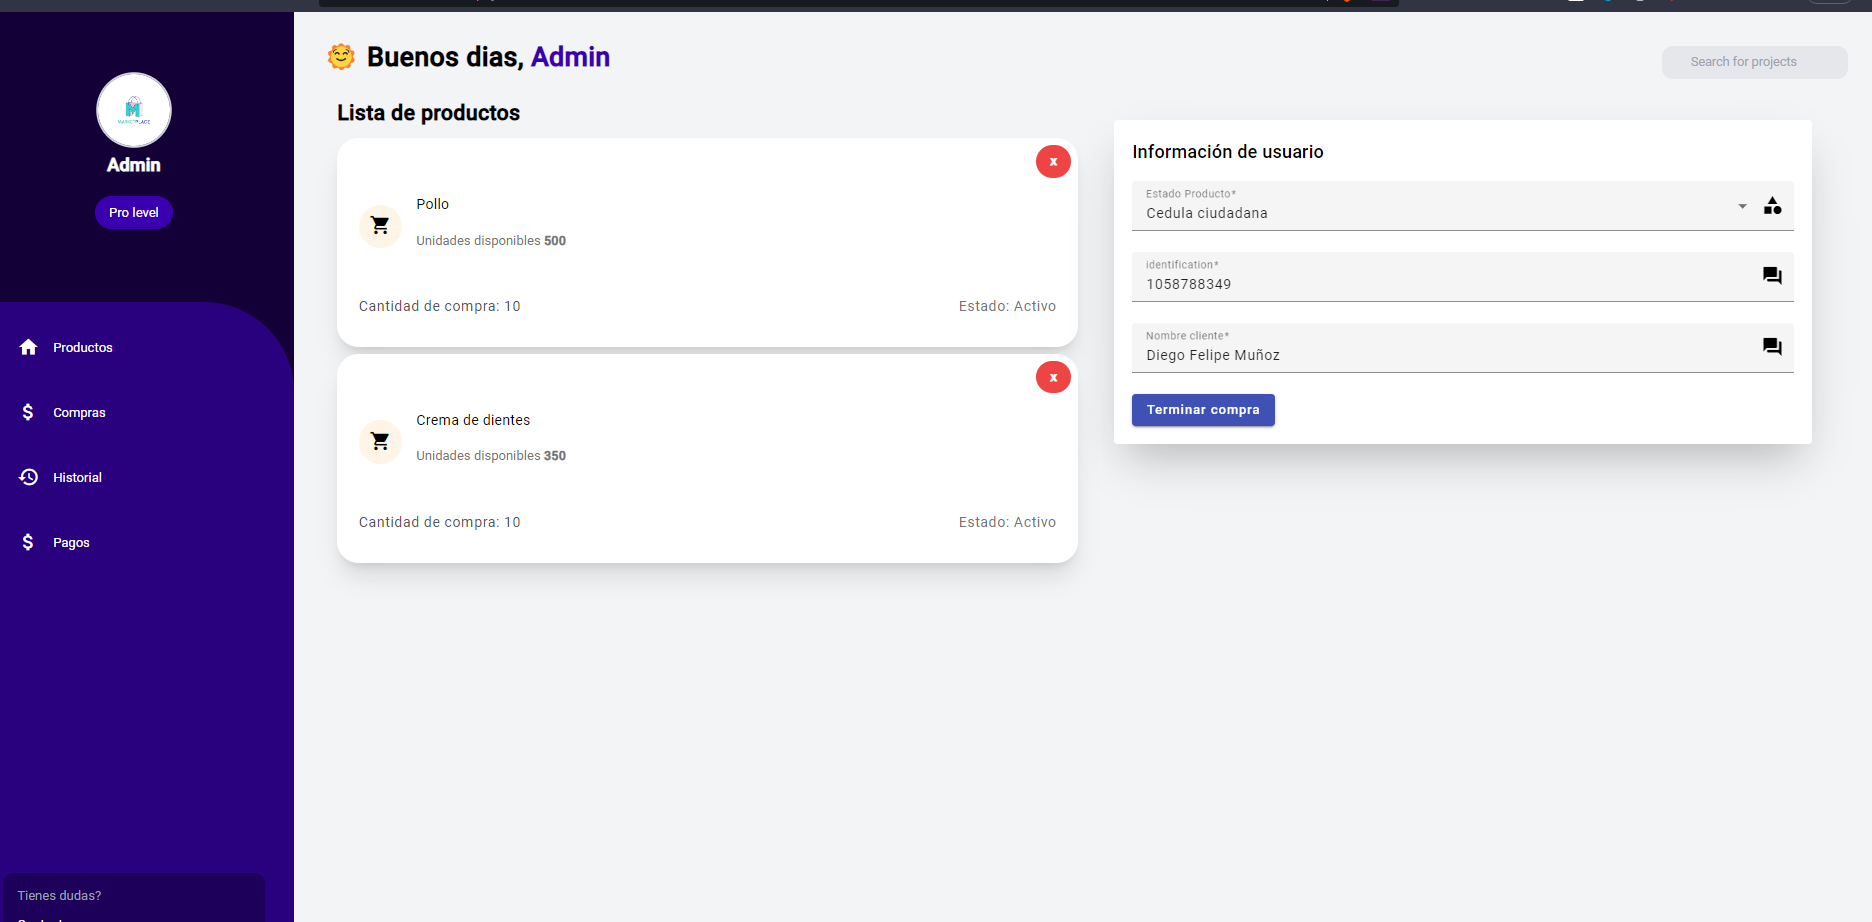 Buenos dias, Admin
Search for projects
MARKETPLACE
Admin
Pro level
Productos
Compras
Historial
Pagos
Tienes dudas?
Lista de productos
x
Pollo
Unidades disponibles 500
Cantidad de compra: 10
Estado: Activo
x
Crema de dientes
Unidades disponibles 350
Cantidad de compra: 10
Estado: Activo
Información de usuario
Estado Producto*
Cedula ciudadana
identification*
1058788349
Nombre cliente*
Diego Felipe Muñoz
Terminar compra